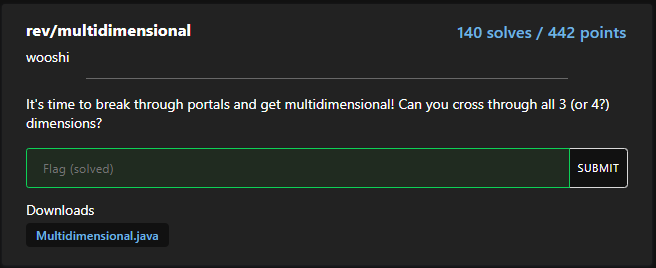 rev/multidimensional
140 solves / 442 points
wooshi
It's time to break through portals and get multidimensional! Can you cross through all 3 (or 4?)
dimensions?
Flag (solved)
SUBMIT
Downloads
Multidimensional.java